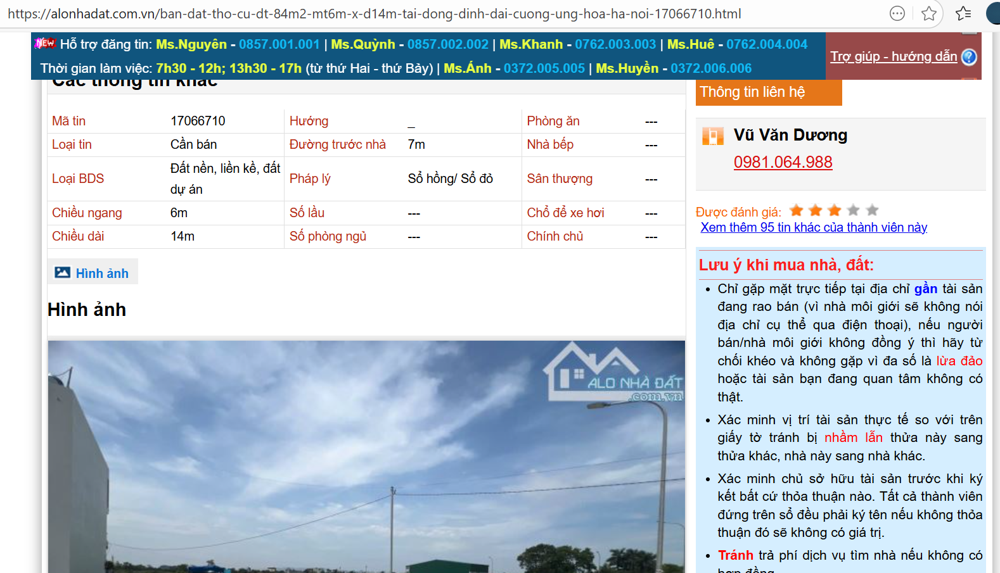 https://alonhadat.com.vn/ban-dat-tho-cu-dt-84m2-mt6m-x-d14m-tai-dong-dinh-dai-cuong-ung-hoa-ha-noi-17066710.html
NEW Hỗ trợ đăng tin: Ms.Nguyên - 0857.001.001 | Ms.Quỳnh - 0857.002.002 | Ms.Khanh - 0762.003.003 | Ms.Huê - 0762.004.004
Thời gian làm việc: 7h30 - 12h; 13h30 - 17h (từ thứ Hai - thứ Bảy) | Ms.Ánh - 0372.005.005 | Ms.Huyền - 0372.006.006
Trợ giúp - hướng dẫn ?
Các thông tin khác
Mã tin 17066710 Hướng _ Phòng ăn ---
Loại tin Cần bán Đường trước nhà 7m Nhà bếp ---
Loại BDS Đất nền, liền kề, đất dự án Pháp lý Sổ hồng/ Sổ đỏ Sân thượng ---
Chiều ngang 6m Số lầu --- Chổ để xe hơi ---
Chiều dài 14m Số phòng ngủ --- Chính chủ ---
Hình ảnh
Hình ảnh
ALO NHÀ ĐẤT
.com.vn
Thông tin liên hệ
Vũ Văn Dương
0981.064.988
Được đánh giá:
Xem thêm 95 tin khác của thành viên này
Lưu ý khi mua nhà, đất:
• Chỉ gặp mặt trực tiếp tại địa chỉ gần tài sản
đang rao bán (vì nhà môi giới sẽ không nói
địa chỉ cụ thể qua điện thoại), nếu người
bán/nhà môi giới không đồng ý thì hãy từ
chối khéo và không gặp vì đa số là lừa đảo
hoặc tài sản bạn đang quan tâm không có
thật.
• Xác minh vị trí tài sản thực tế so với trên
giấy tờ tránh bị nhầm lẫn thửa này sang
thửa khác, nhà này sang nhà khác.
• Xác minh chủ sở hữu tài sản trước khi ký
kết bất cứ thỏa thuận nào. Tất cả thành viên
đứng trên sổ đều phải ký tên nếu không thỏa
thuận đó sẽ không có giá trị.
• Tránh trả phí dịch vụ tìm nhà nếu không có
hợp đồng